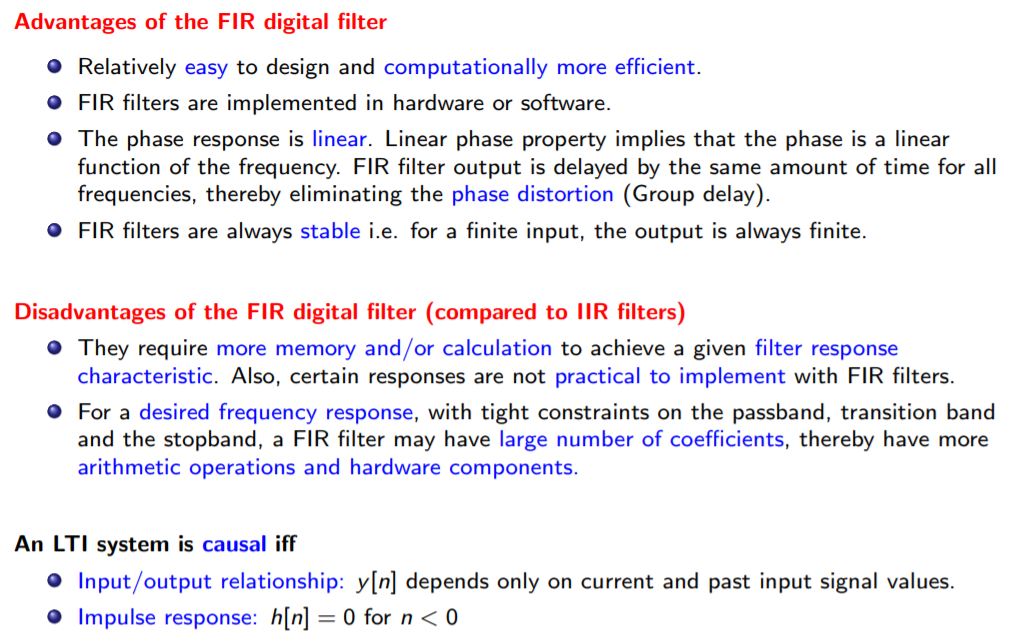 Advantages of the FIR digital filter
Relatively easy to design and computationally more efficient.
FIR filters are implemented in hardware or software.
The phase response is linear. Linear phase property implies that the phase is a linear
function of the frequency. FIR filter output is delayed by the same amount of time for all
frequencies, thereby eliminating the phase distortion (Group delay).
FIR filters are always stable i.e. for a finite input, the output is always finite.
Disadvantages of the FIR digital filter (compared to IIR filters)
They require more memory and/or calculation to achieve a given filter response
characteristic. Also, certain responses are not practical to implement with FIR filters.
For a desired frequency response, with tight constraints on the passband, transition band
and the stopband, a FIR filter may have large number of coefficients, thereby have more
arithmetic operations and hardware components.
An LTI system is causal iff
Input/output relationship: y[n] depends only on current and past input signal values.
Impulse response: h[n] = 0 for n < 0